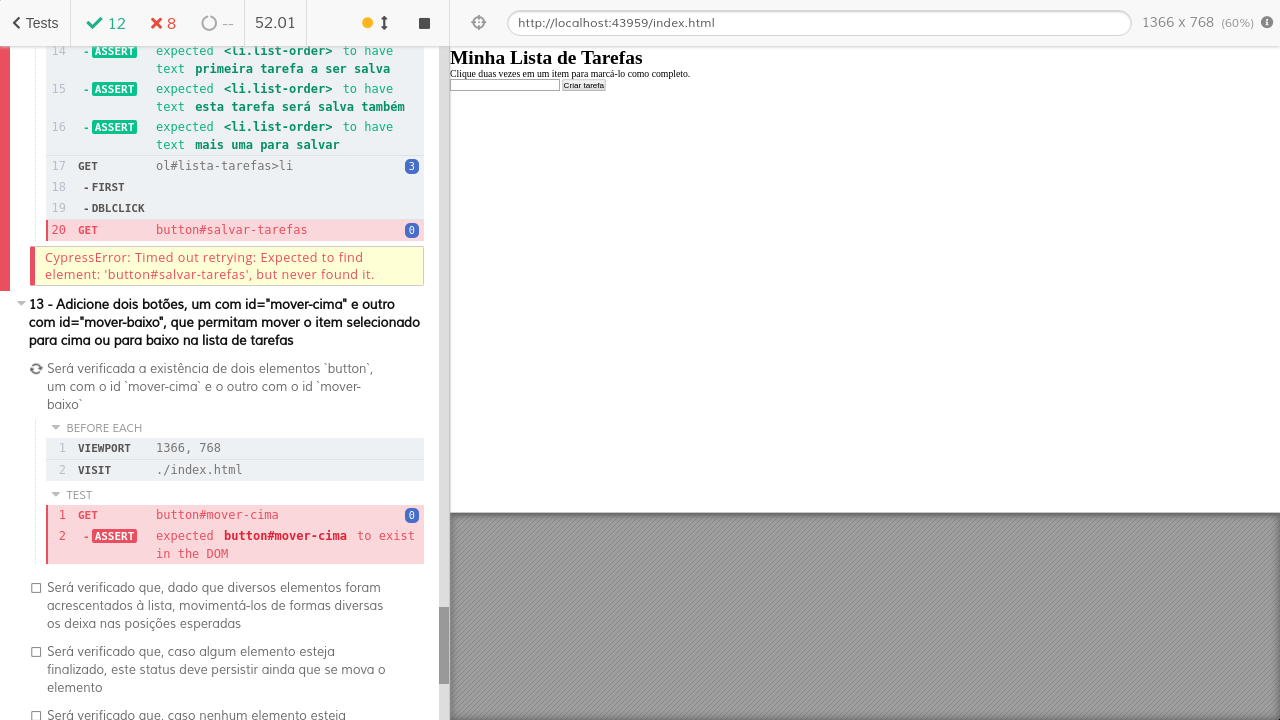 Tests
12
8
--
52.01
http://localhost:43959/index.html
1366 x 768 (60%)
14 - ASSERT expected <li.list-order> to have
text primeira tarefa a ser salva
15 - ASSERT expected <li.list-order> to have
text esta tarefa será salva também
16 - ASSERT expected <li.list-order> to have
text mais uma para salvar
17 GET ol#lista-tarefas>li 3
18 - FIRST
19 - DBLCLICK
20 GET button#salvar-tarefas 0
CypressError: Timed out retrying: Expected to find
element: 'button#salvar-tarefas', but never found it.
13 - Adicione dois botões, um com id="mover-cima" e outro
com id="mover-baixo", que permitam mover o item selecionado
para cima ou para baixo na lista de tarefas
Será verificada a existência de dois elementos `button`,
um com o id `mover-cima` e o outro com o id `mover-
baixo`
BEFORE EACH
1 VIEWPORT 1366, 768
2 VISIT ./index.html
TEST
1 GET button#mover-cima 0
2 - ASSERT expected button#mover-cima to exist
in the DOM
Será verificado que, dado que diversos elementos foram
acrescentados à lista, movimentá-los de formas diversas
os deixa nas posições esperadas
Será verificado que, caso algum elemento esteja
finalizado, este status deve persistir ainda que se mova o
elemento
Será verificado que, caso nenhum elemento esteja
Minha Lista de Tarefas
Clique duas vezes em um item para marcá-lo como completo.
Criar tarefa